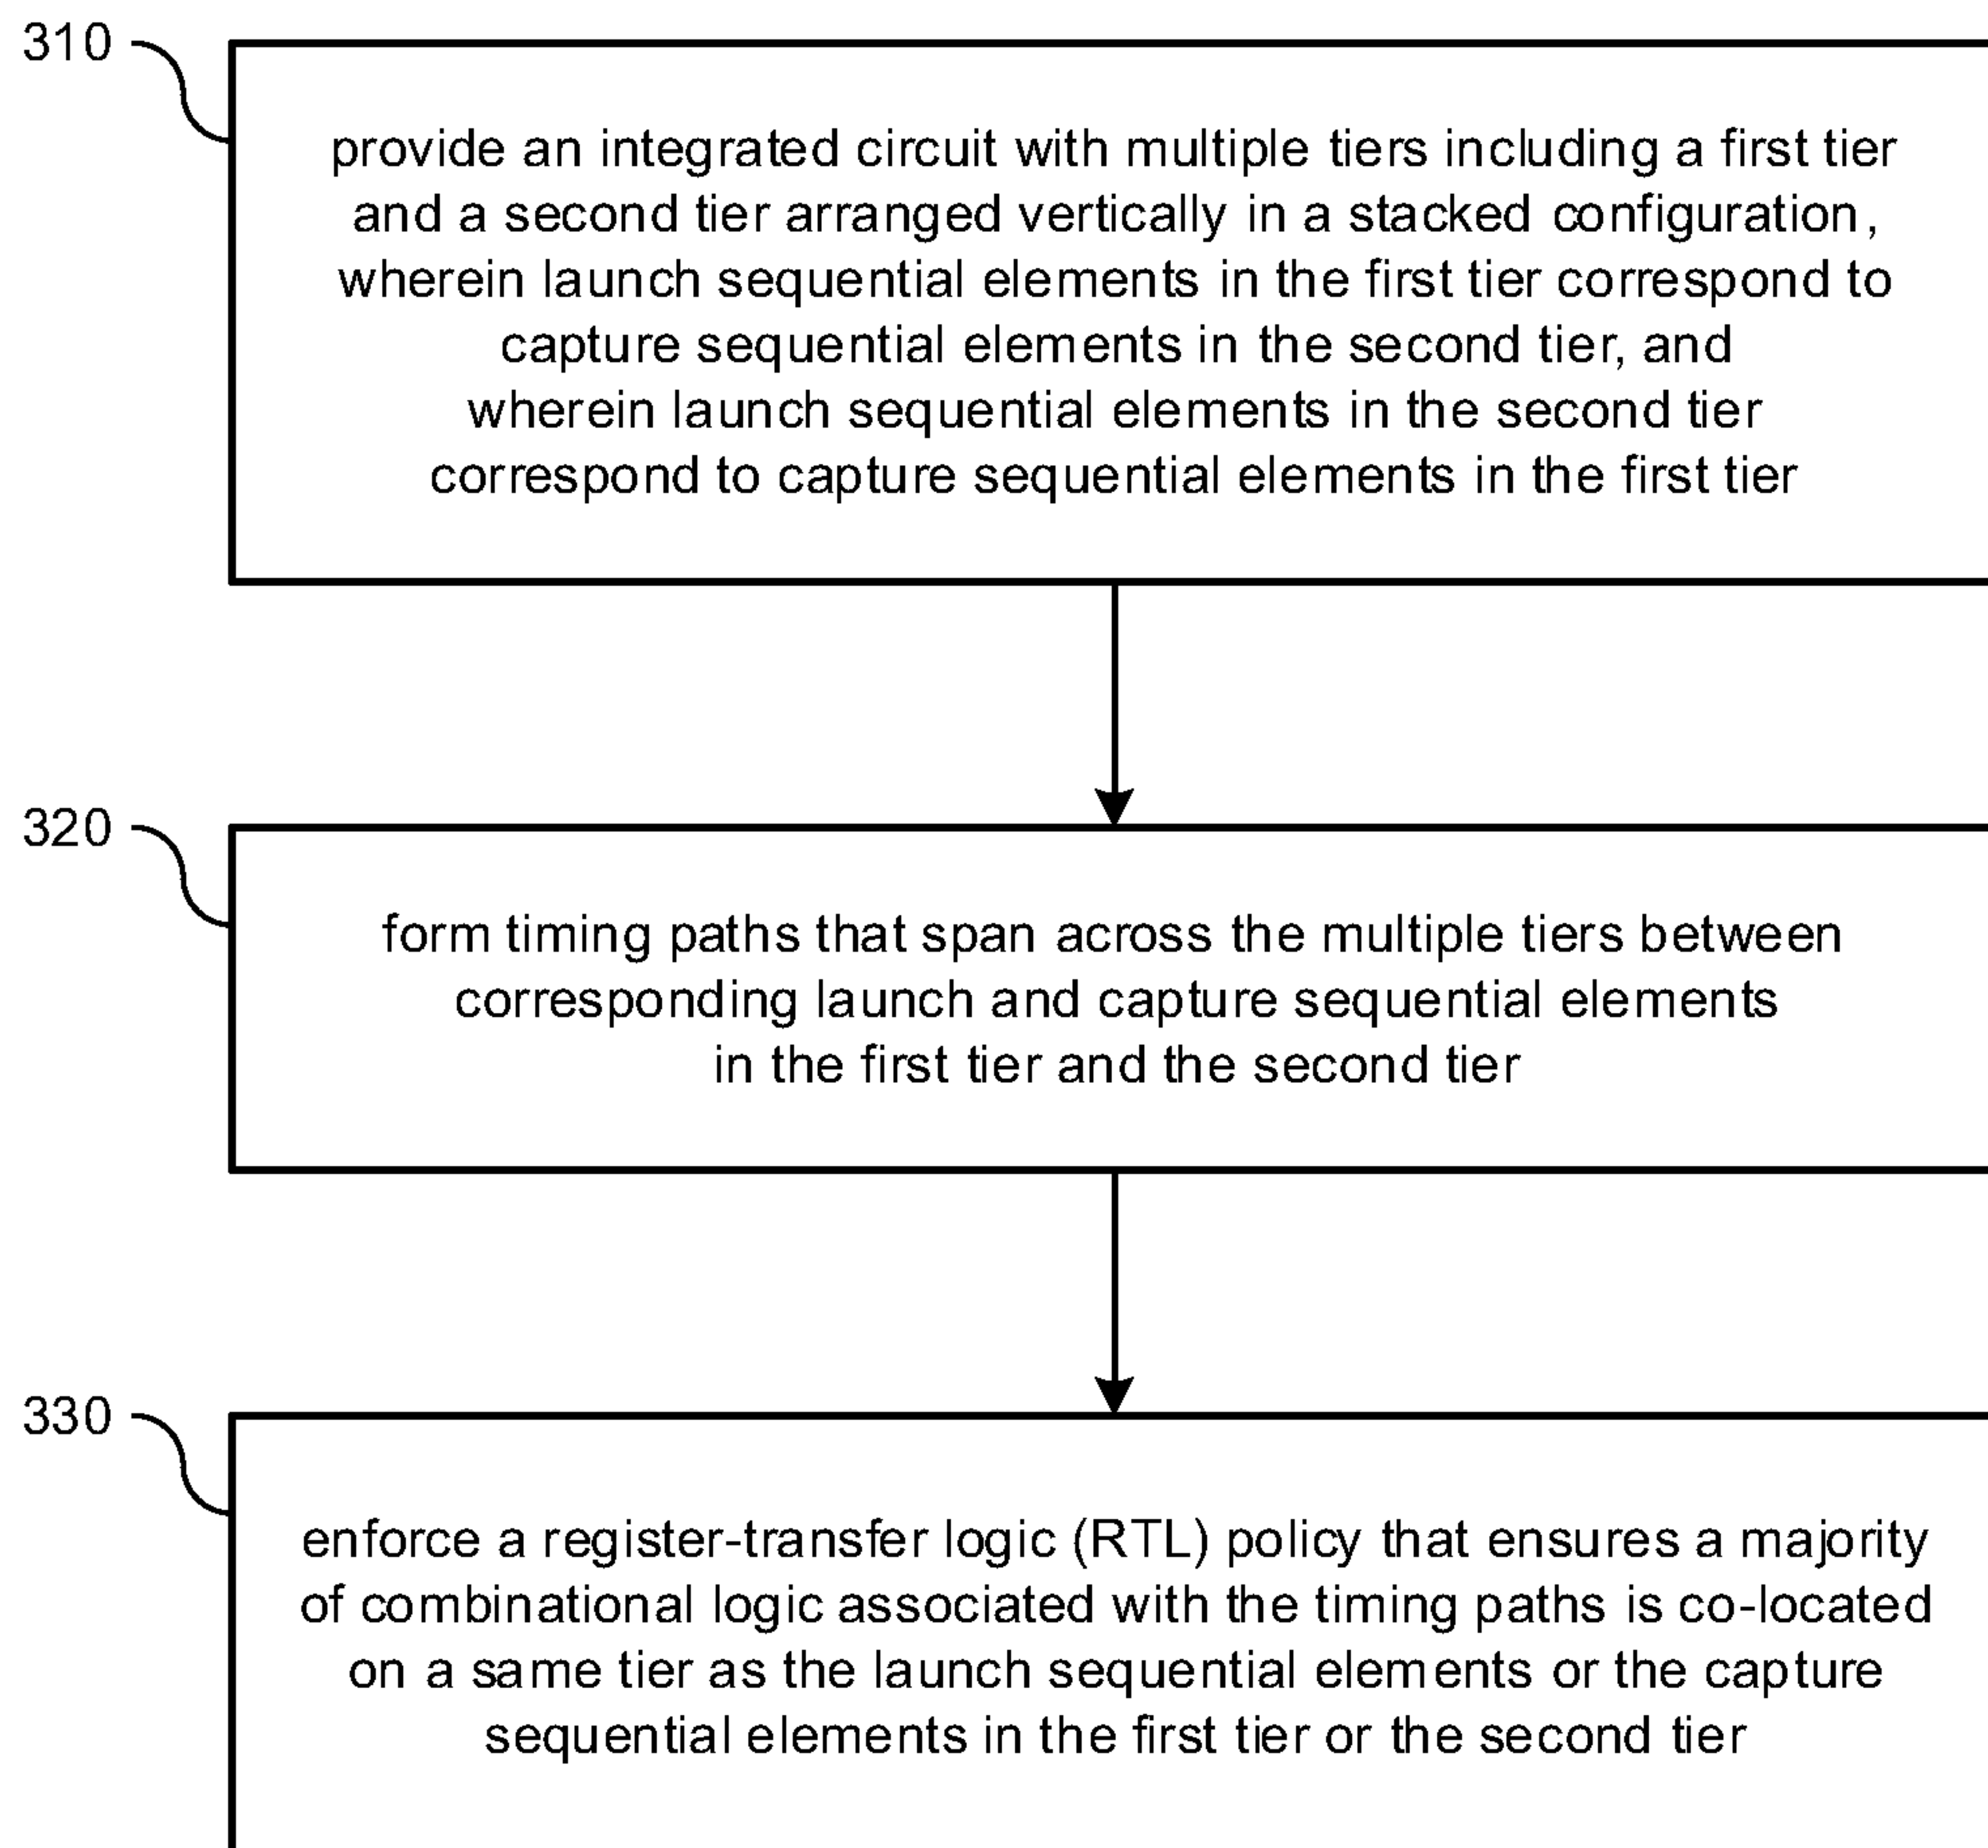 310
provide an integrated circuit with multiple tiers including a first tier
and a second tier arranged vertically in a stacked configuration,
wherein launch sequential elements in the first tier correspond to
capture sequential elements in the second tier, and
wherein launch sequential elements in the second tier
correspond to capture sequential elements in the first tier
320
form timing paths that span across the multiple tiers between
corresponding launch and capture sequential elements
in the first tier and the second tier
330
enforce a register-transfer logic (RTL) policy that ensures a majority
of combinational logic associated with the timing paths is co-located
on a same tier as the launch sequential elements or the capture
sequential elements in the first tier or the second tier